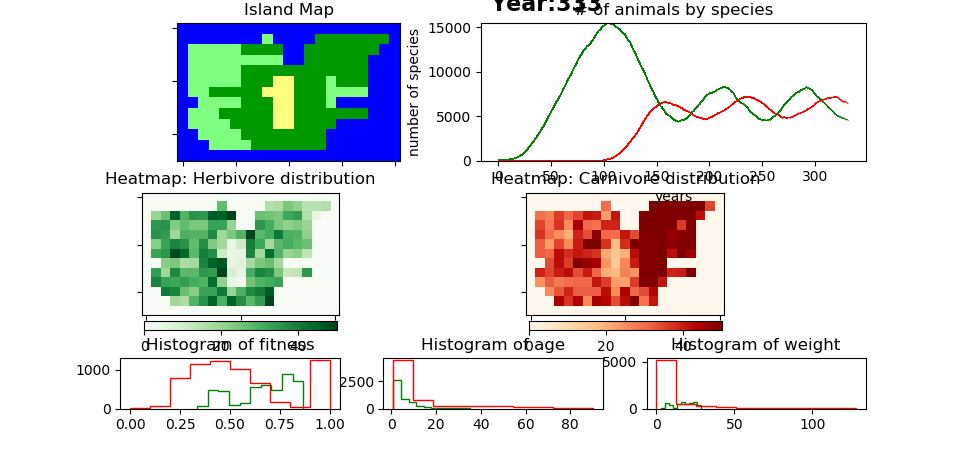 Year:333
Island Map
# of animals by species
number of species
15000
10000
5000
0
0 50 100 150 200 250 300
years
Heatmap: Herbivore distribution
Heatmap: Carnivore distribution
0 20 40
0 20 40
Histogram of fitness
Histogram of age
Histogram of weight
1000
0
0.00 0.25 0.50 0.75 1.00
2500
0
0 20 40 60 80
5000
0
0 50 100